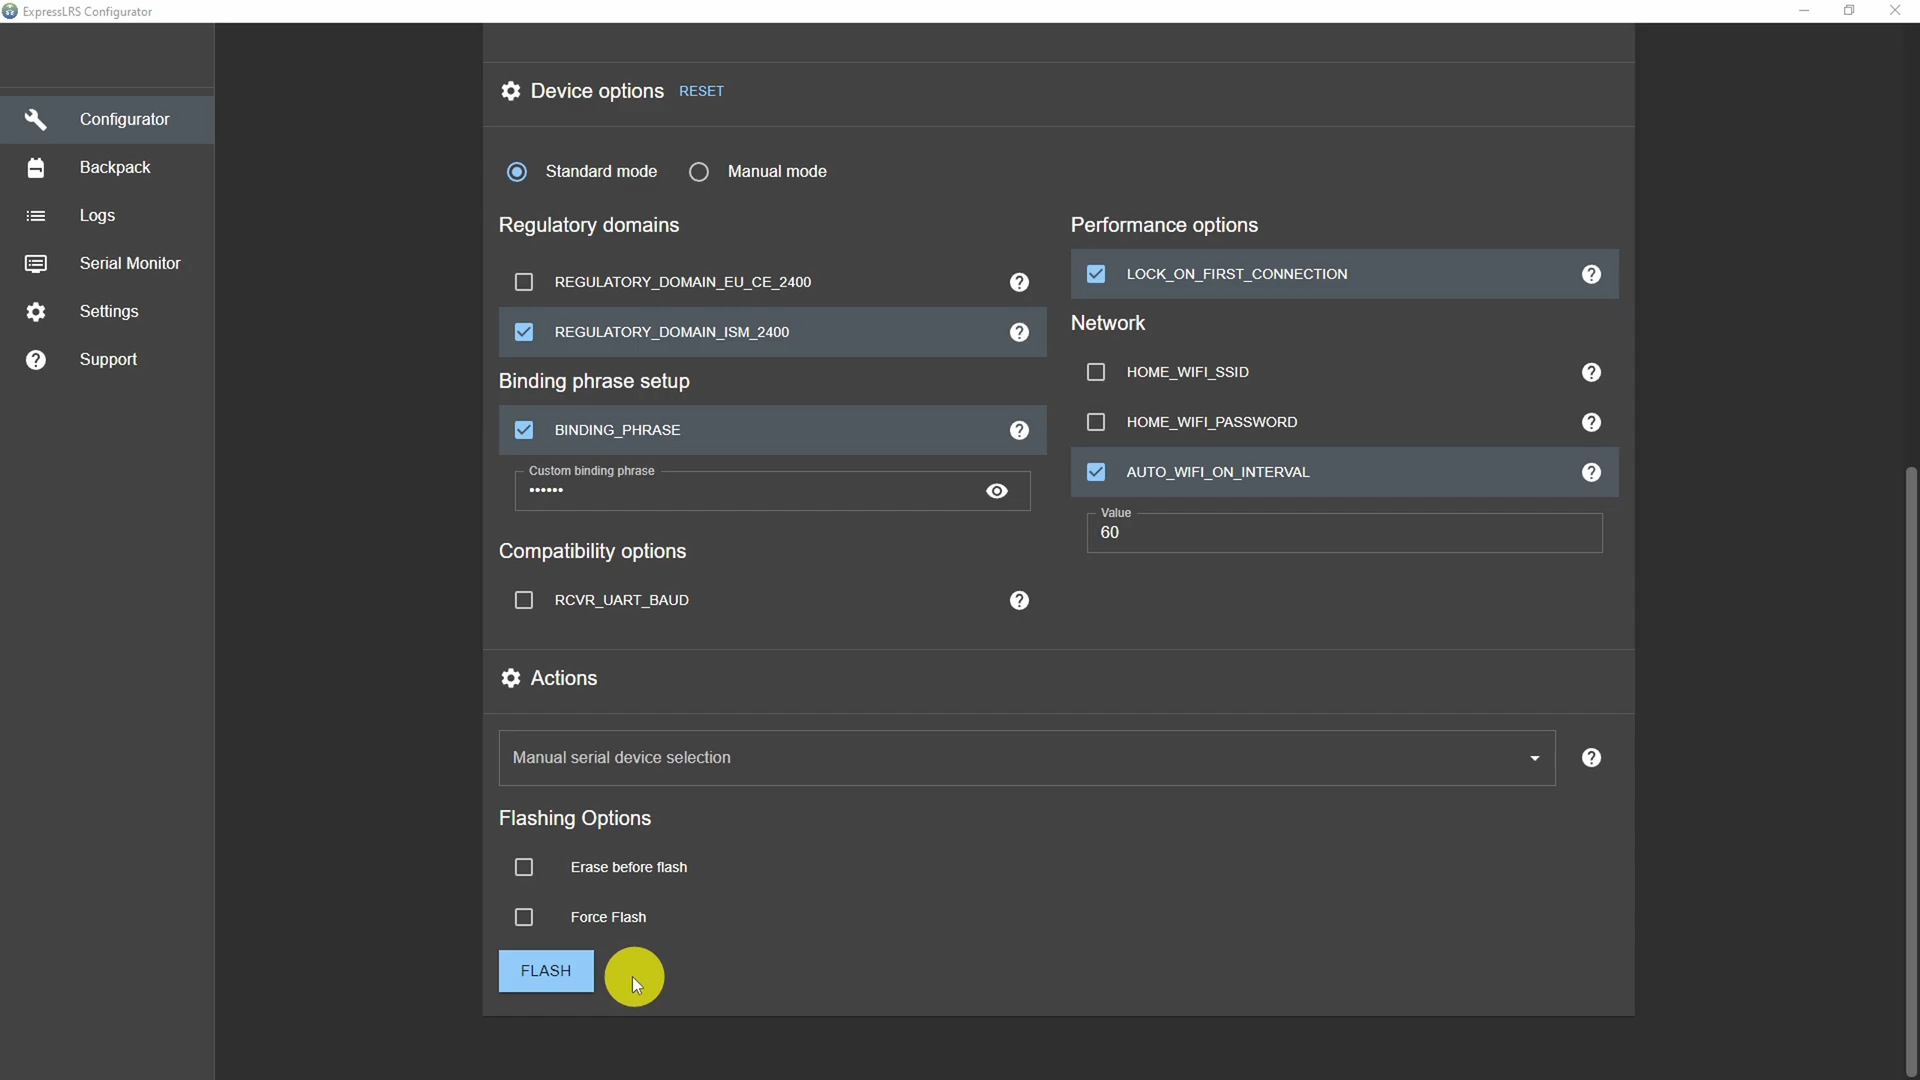 ExpressLRS Configurator
Configurator
Backpack
Logs
Serial Monitor
Settings
Support
Device options RESET
Standard mode Manual mode
Regulatory domains
REGULATORY_DOMAIN_EU_CE_2400
REGULATORY_DOMAIN_ISM_2400
Binding phrase setup
BINDING_PHRASE
Custom binding phrase
••••••
Compatibility options
RCVR_UART_BAUD
Performance options
LOCK_ON_FIRST_CONNECTION
Network
HOME_WIFI_SSID
HOME_WIFI_PASSWORD
AUTO_WIFI_ON_INTERVAL
Value
60
Actions
Manual serial device selection
Flashing Options
Erase before flash
Force Flash
FLASH